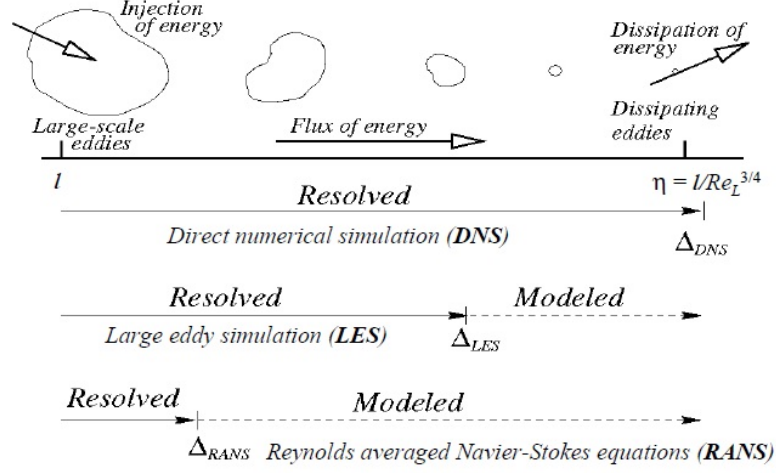 Injection
of energy
Dissipation of
energy
Large-scale
eddies
Flux of energy
Dissipating
eddies
l
η = l/Re_L^{3/4}
Resolved
Direct numerical simulation (DNS)
Δ_DNS
Resolved
Modeled
Large eddy simulation (LES)
Δ_LES
Resolved
Modeled
Δ_RANS
Reynolds averaged Navier-Stokes equations (RANS)